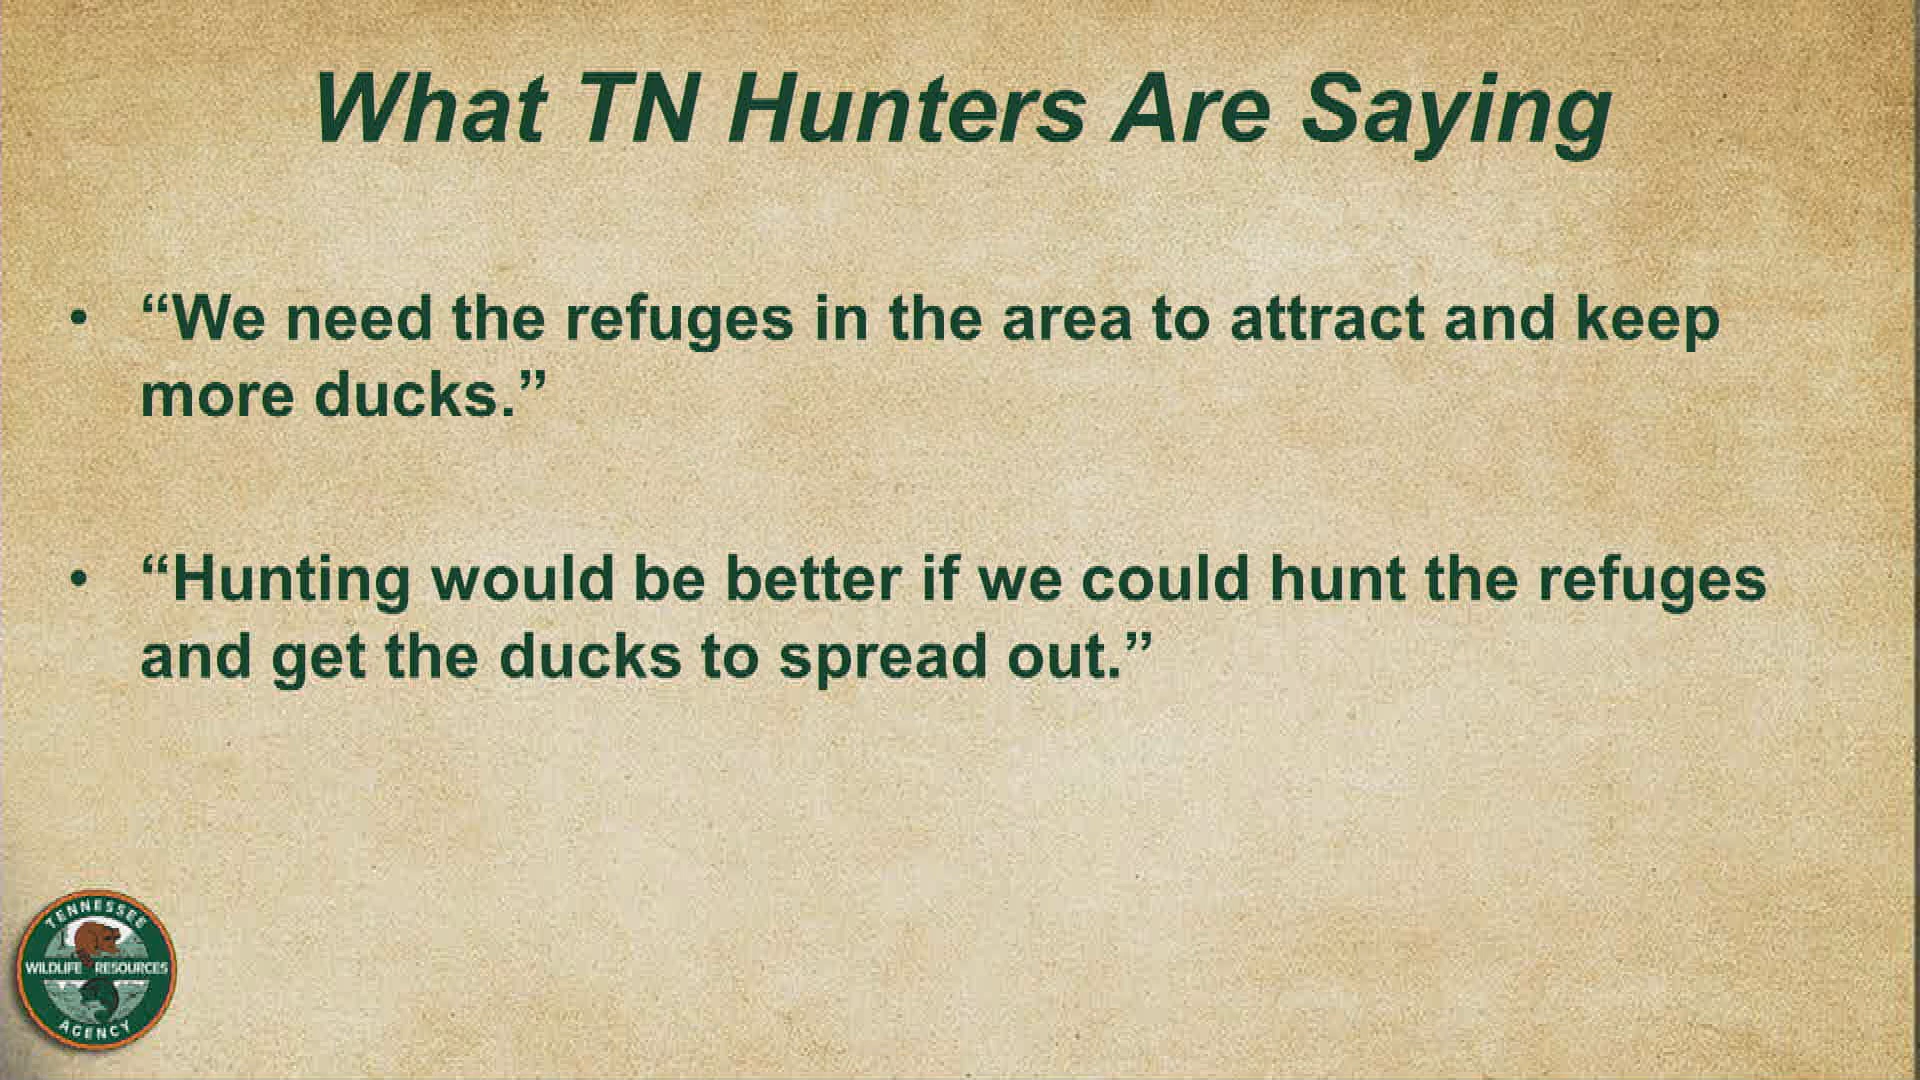 What TN Hunters Are Saying
• “We need the refuges in the area to attract and keep
more ducks.”
• “Hunting would be better if we could hunt the refuges
and get the ducks to spread out.”
TENNESSEE
WILDLIFE RESOURCES
AGENCY